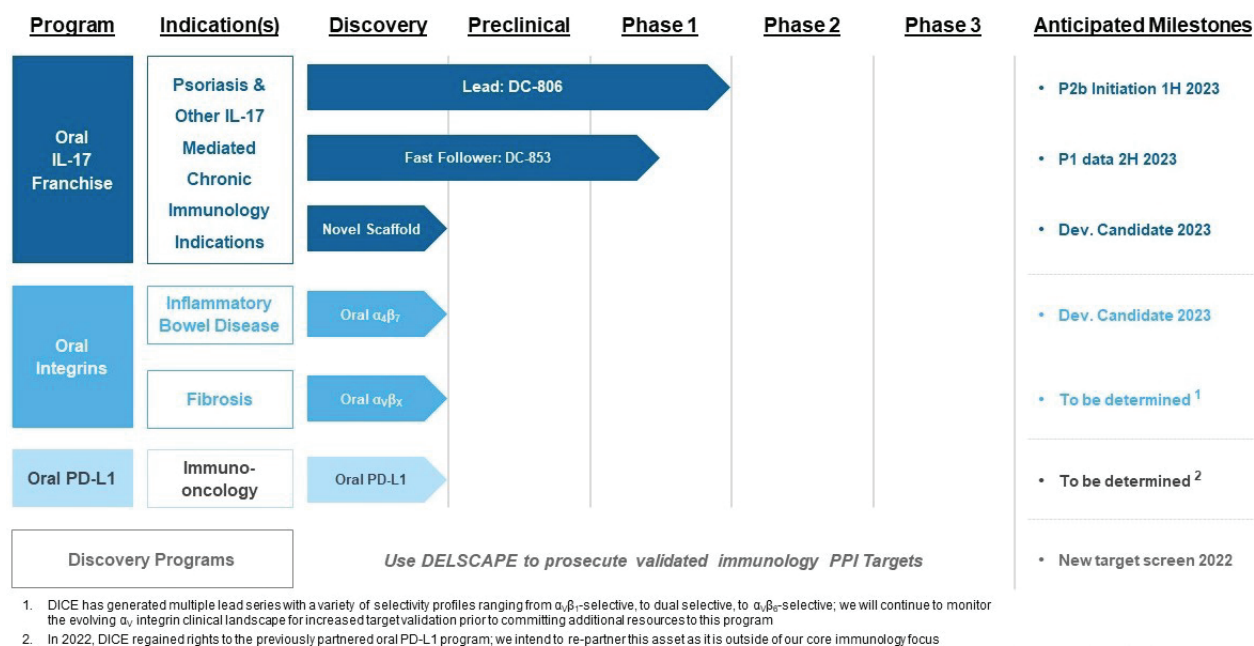 Program Indication(s) Discovery Preclinical Phase 1 Phase 2 Phase 3 Anticipated Milestones
Oral
IL-17
Franchise
Psoriasis &
Other IL-17
Mediated
Chronic
Immunology
Indications
Lead: DC-806
• P2b Initiation 1H 2023
Fast Follower: DC-853
• P1 data 2H 2023
Novel Scaffold
• Dev. Candidate 2023
Oral
Integrins
Inflammatory
Bowel Disease
Oral α₄β₇
• Dev. Candidate 2023
Fibrosis
Oral αᵥβₓ
• To be determined ¹
Oral PD-L1
Immuno-
oncology
Oral PD-L1
• To be determined ²
Discovery Programs
Use DELSCAPE to prosecute validated immunology PPI Targets
• New target screen 2022
1. DICE has generated multiple lead series with a variety of selectivity profiles ranging from αᵥβ₁-selective, to dual selective, to αᵥβ₆-selective; we will continue to monitor
the evolving αᵥ integrin clinical landscape for increased target validation prior to committing additional resources to this program
2. In 2022, DICE regained rights to the previously partnered oral PD-L1 program; we intend to re-partner this asset as it is outside of our core immunology focus